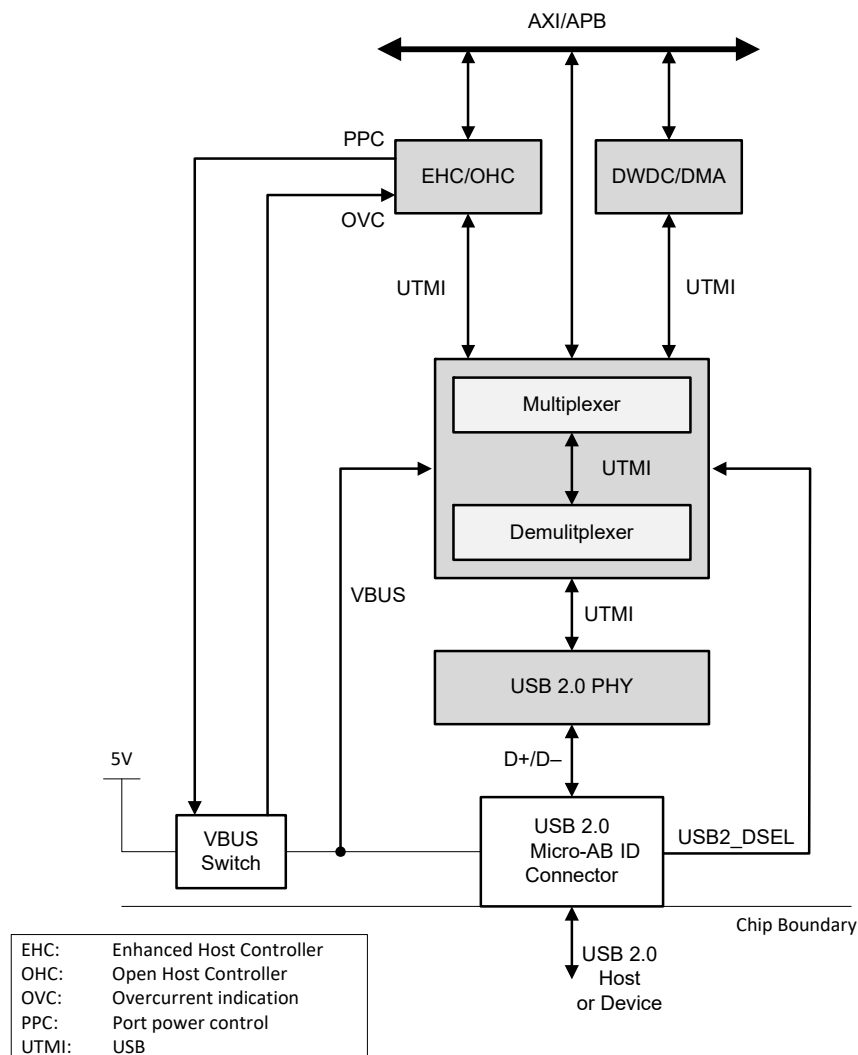 AXI/APB
PPC
EHC/OHC
DWDC/DMA
OVC
UTMI
UTMI
Multiplexer
UTMI
Demulitplexer
VBUS
UTMI
USB 2.0 PHY
5V
D+/D–
VBUS
Switch
USB 2.0
Micro-AB ID
Connector
USB2_DSEL
Chip Boundary
USB 2.0
Host
or Device
EHC: Enhanced Host Controller
OHC: Open Host Controller
OVC: Overcurrent indication
PPC: Port power control
UTMI: USB